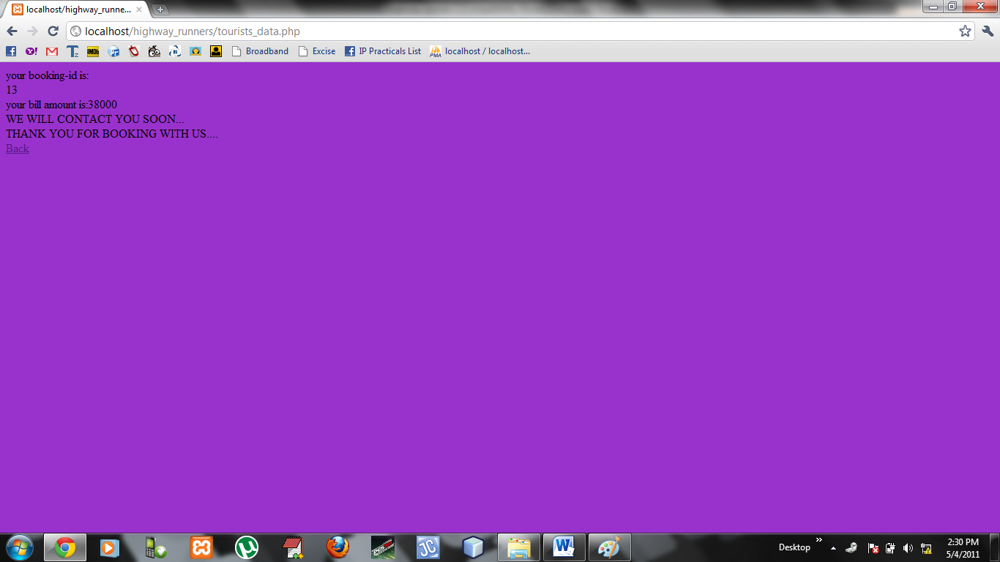 localhost/highway_runne...
localhost/highway_runners/tourists_data.php
Broadband
Excise
IP Practicals List
localhost / localhost...
your booking-id is:
13
your bill amount is:38000
WE WILL CONTACT YOU SOON...
THANK YOU FOR BOOKING WITH US....
Back
Desktop
2:30 PM
5/4/2011